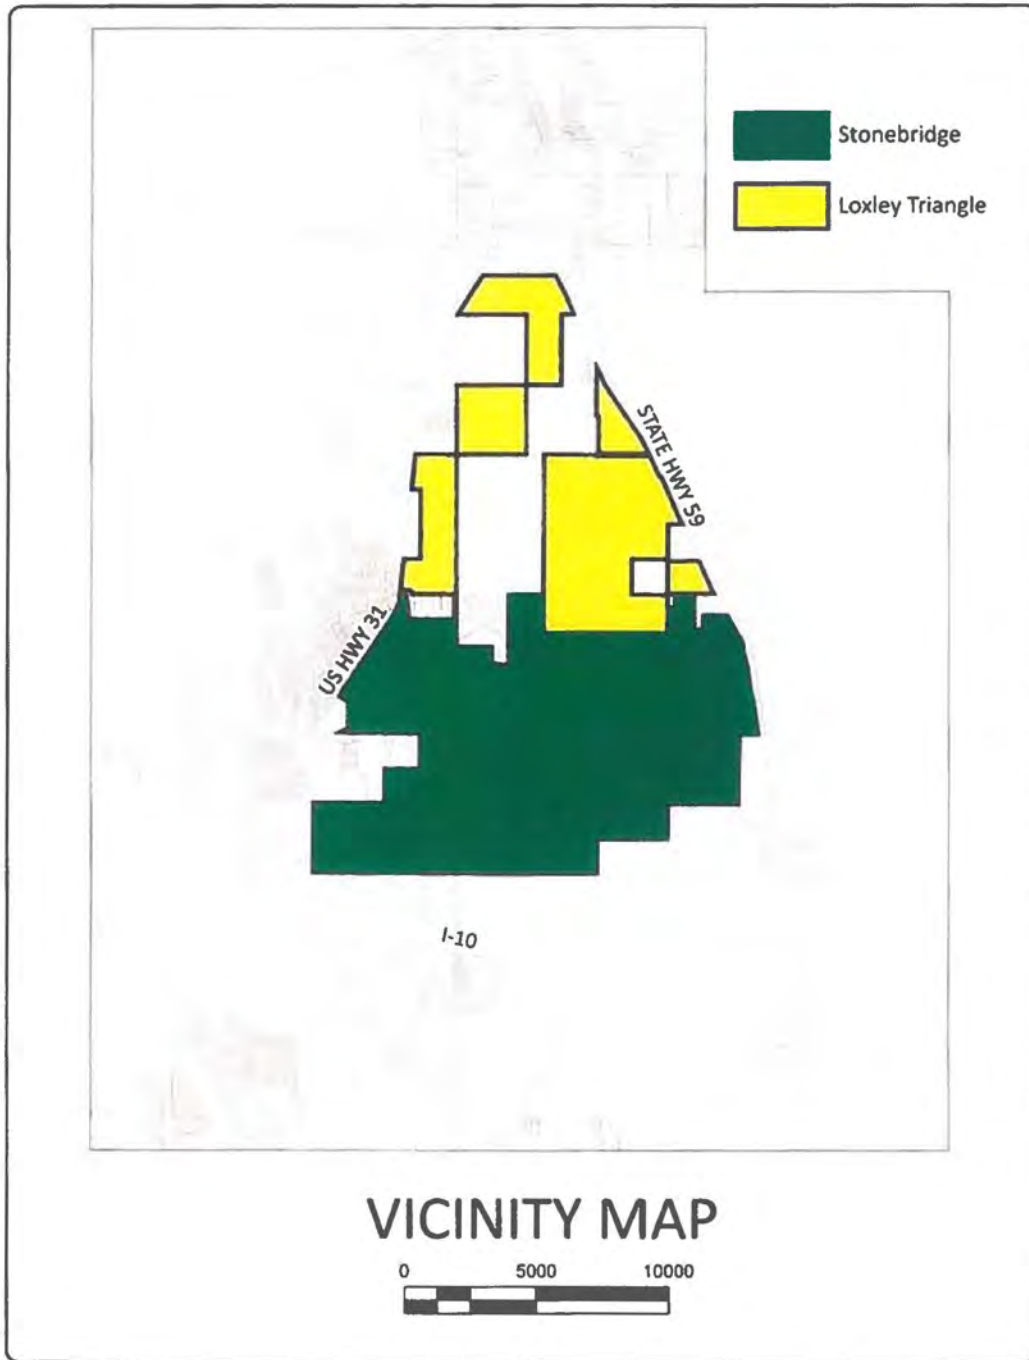 Stonebridge
Loxley Triangle
STATE HWY 59
US HWY 31
I-10
VICINITY MAP
0 5000 10000